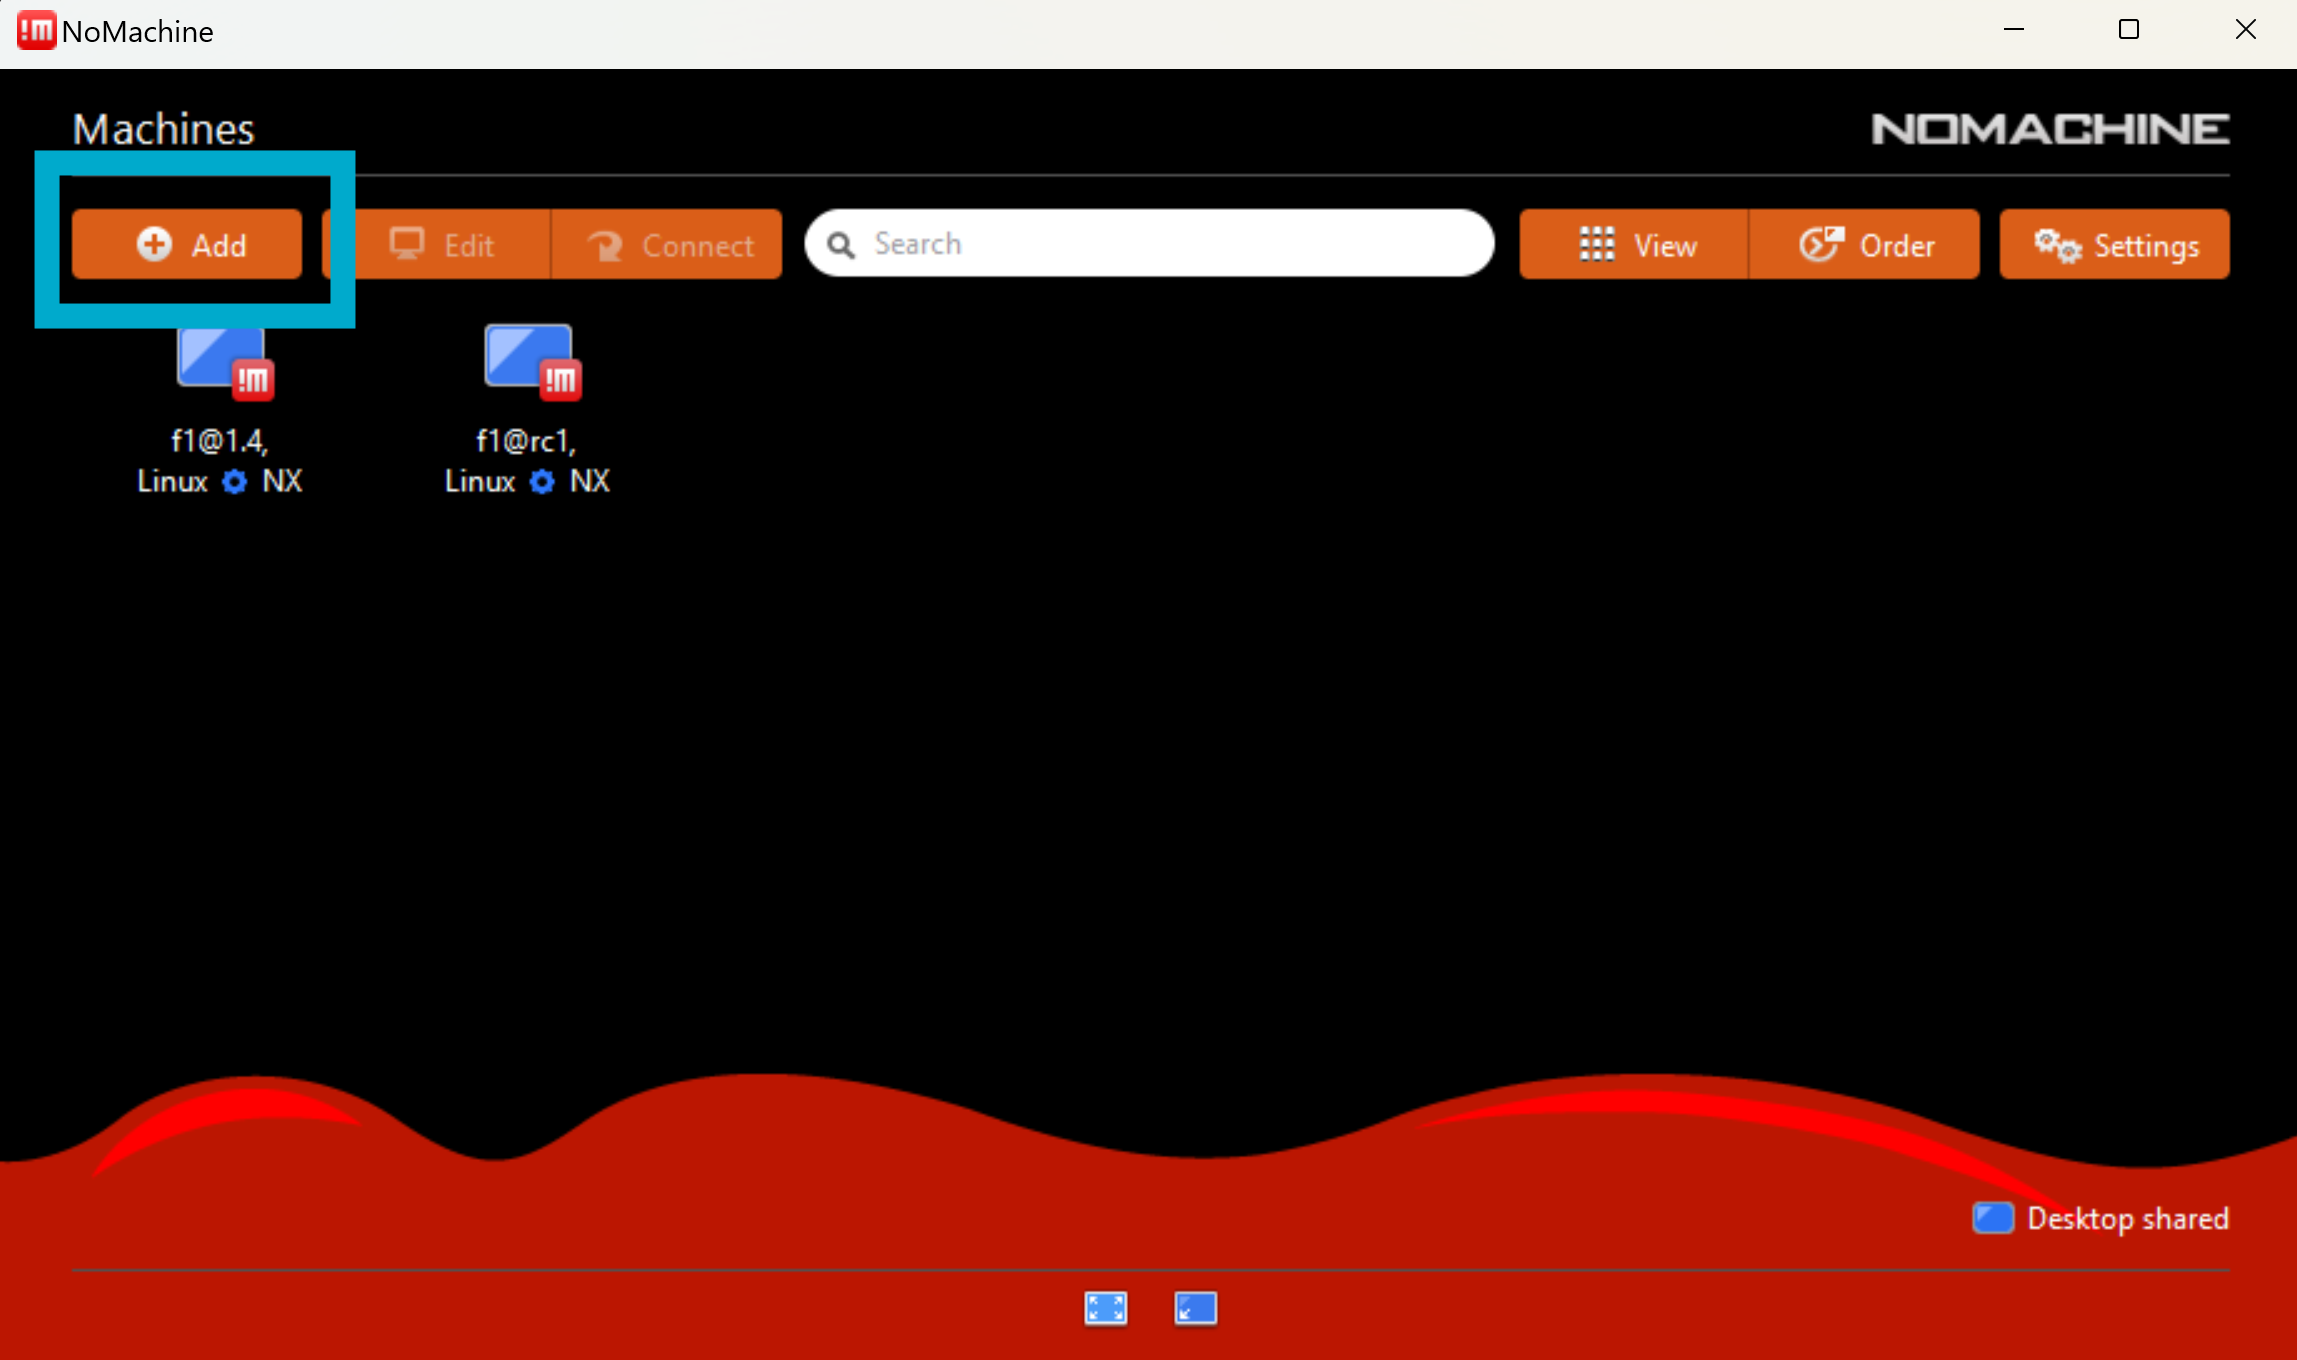 !m NoMachine
Machines
NOMACHINE
Add
Edit
Connect
Search
View
Order
Settings
!m
!m
f1@1.4,
Linux NX
f1@rc1,
Linux NX
Desktop shared